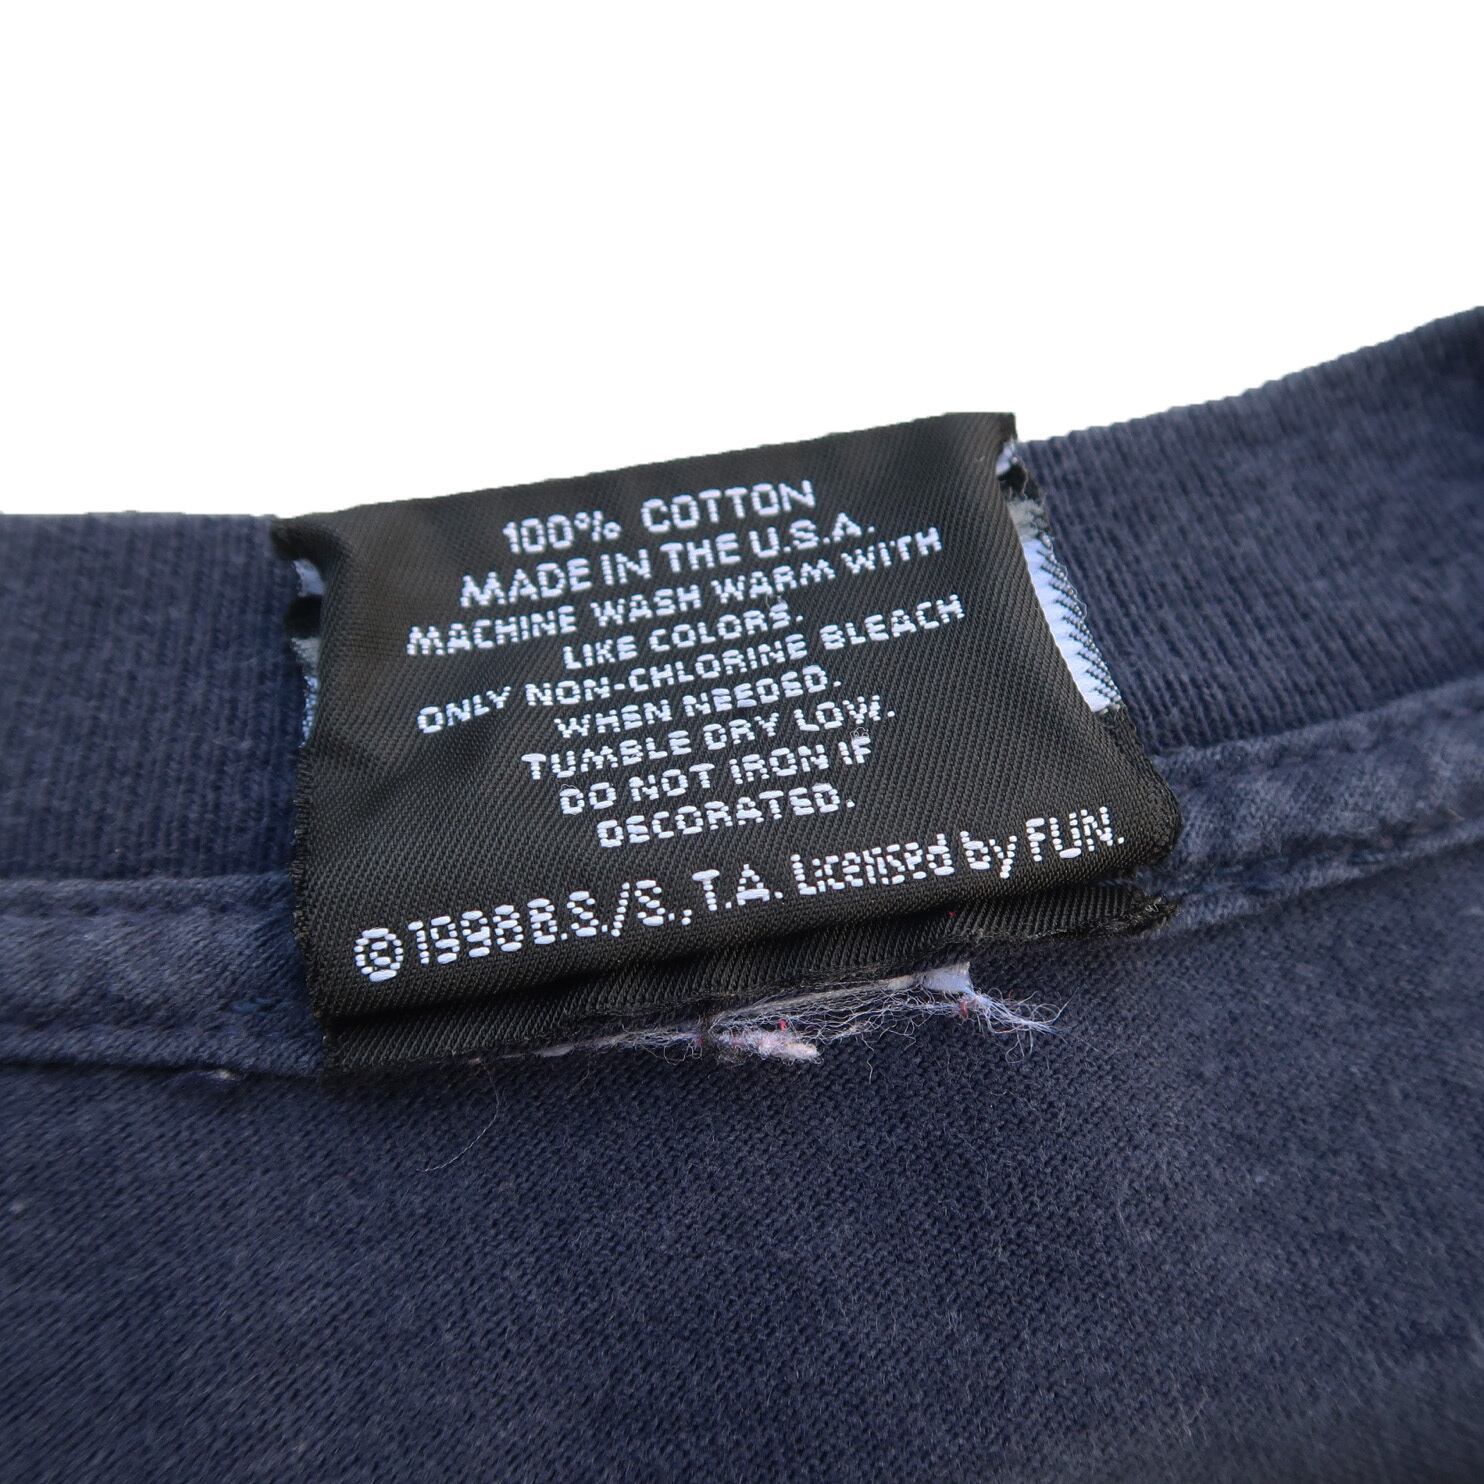 100% COTTON
MADE IN THE U.S.A.
MACHINE WASH WARM WITH
LIKE COLORS.
ONLY NON-CHLORINE BLEACH
WHEN NEEDED.
TUMBLE DRY LOW.
DO NOT IRON IF
DECORATED.
© 1998 B.S./S., T.A. Licensed by FUN.